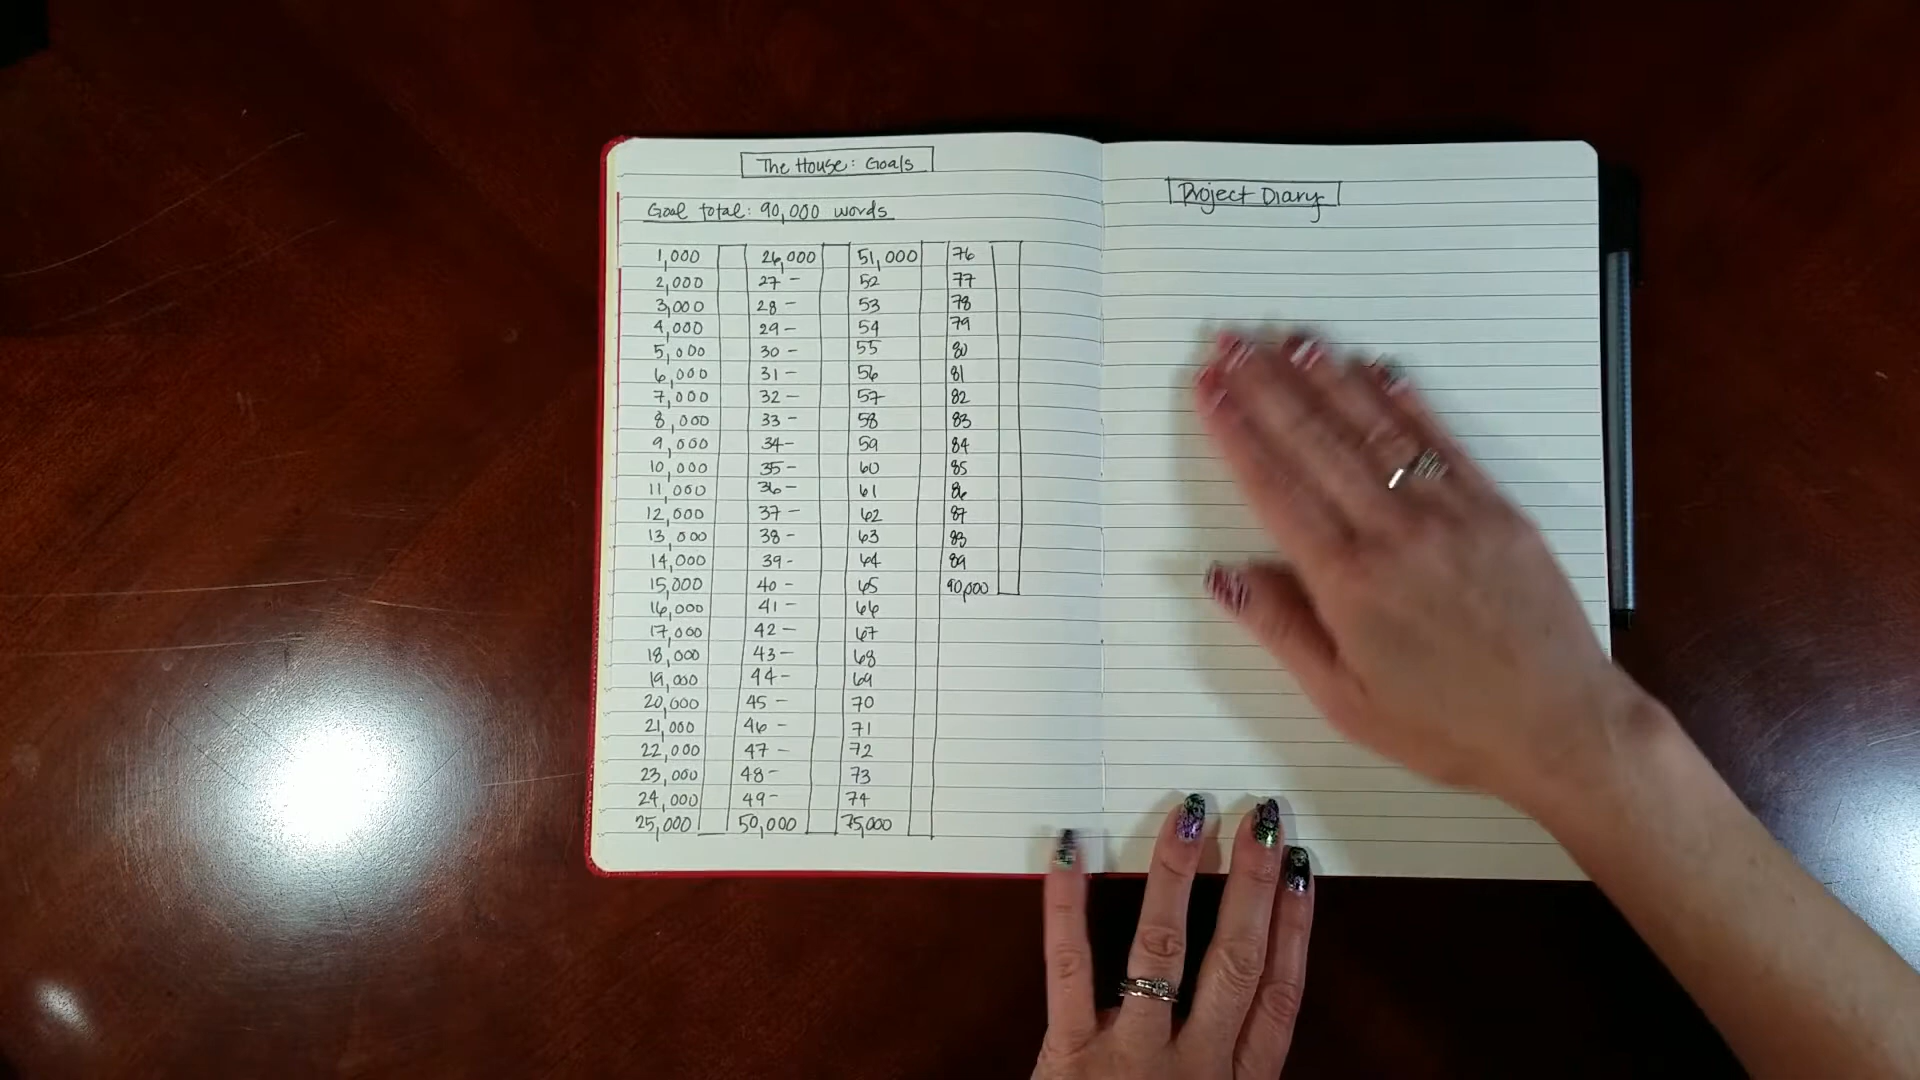 The House: Goals
Goal total: 90,000 words
1,000 26,000 51,000 76
2,000 27 - 52 77
3,000 28 - 53 78
4,000 29 - 54 79
5,000 30 - 55 80
6,000 31 - 56 81
7,000 32 - 57 82
8,000 33 - 58 83
9,000 34 - 59 84
10,000 35 - 60 85
11,000 36 - 61 86
12,000 37 - 62 87
13,000 38 - 63 88
14,000 39 - 64 89
15,000 40 - 65 90,000
16,000 41 - 66
17,000 42 - 67
18,000 43 - 68
19,000 44 - 69
20,000 45 - 70
21,000 46 - 71
22,000 47 - 72
23,000 48 - 73
24,000 49 - 74
25,000 50,000 75,000
Project Diary